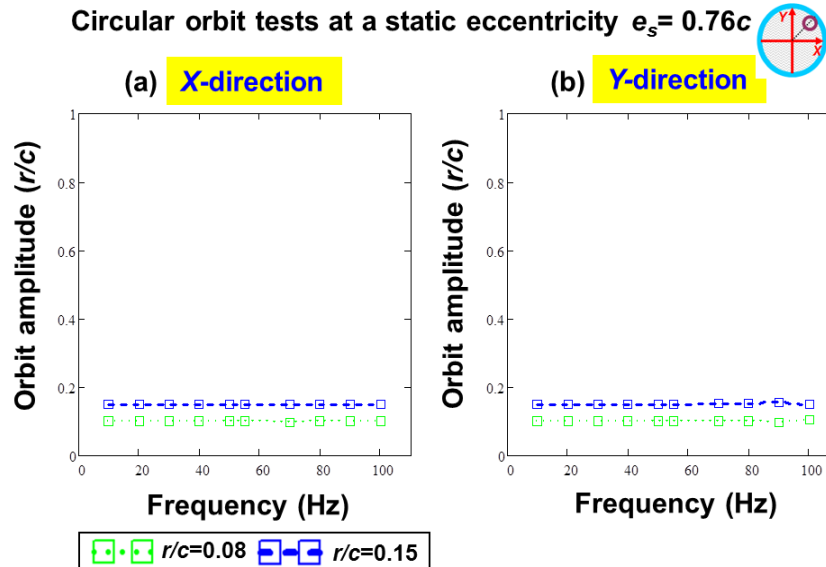 Circular orbit tests at a static eccentricity e_s= 0.76c
Y
X
(a) X-direction
(b) Y-direction
Orbit amplitude (r/c)
1
0.8
0.6
0.4
0.2
0
0 20 40 60 80 100
Frequency (Hz)
Orbit amplitude (r/c)
1
0.8
0.6
0.4
0.2
0
0 20 40 60 80 100
Frequency (Hz)
r/c=0.08 r/c=0.15